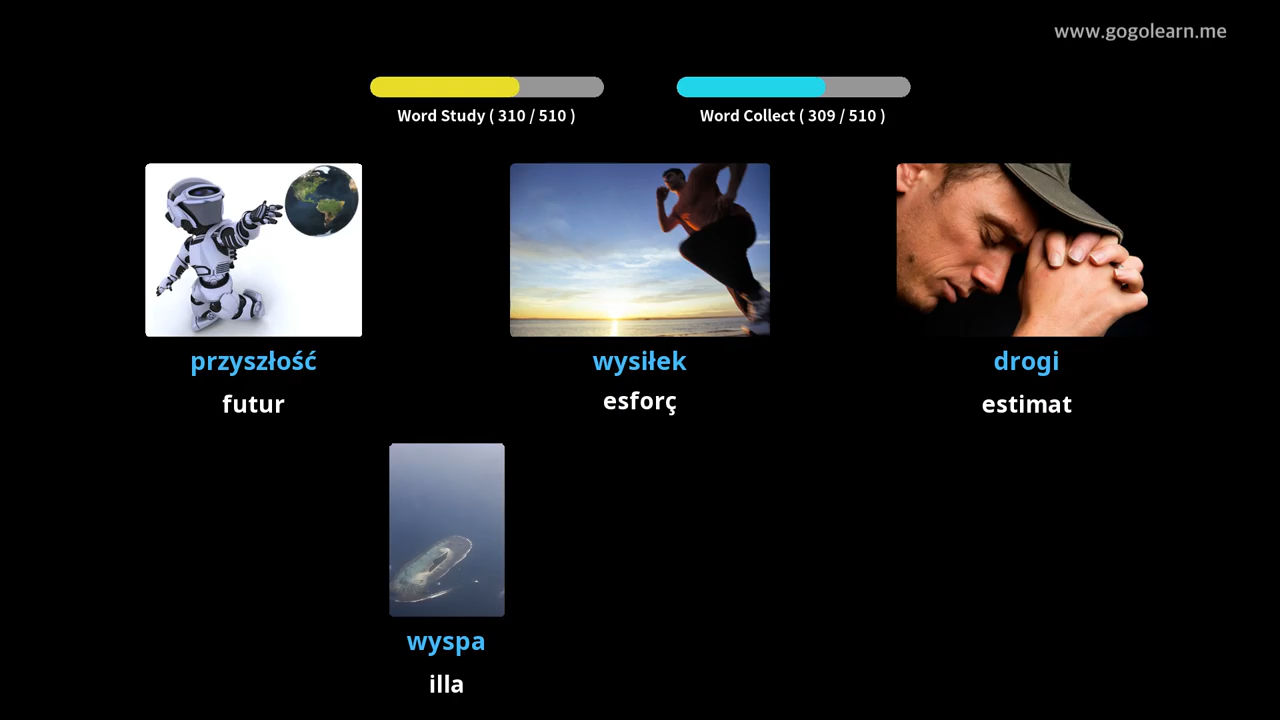 www.gogolearn.me
Word Study ( 310 / 510 )
Word Collect ( 309 / 510 )
przyszłość
wysiłek
drogi
futur
esforç
estimat
wyspa
illa